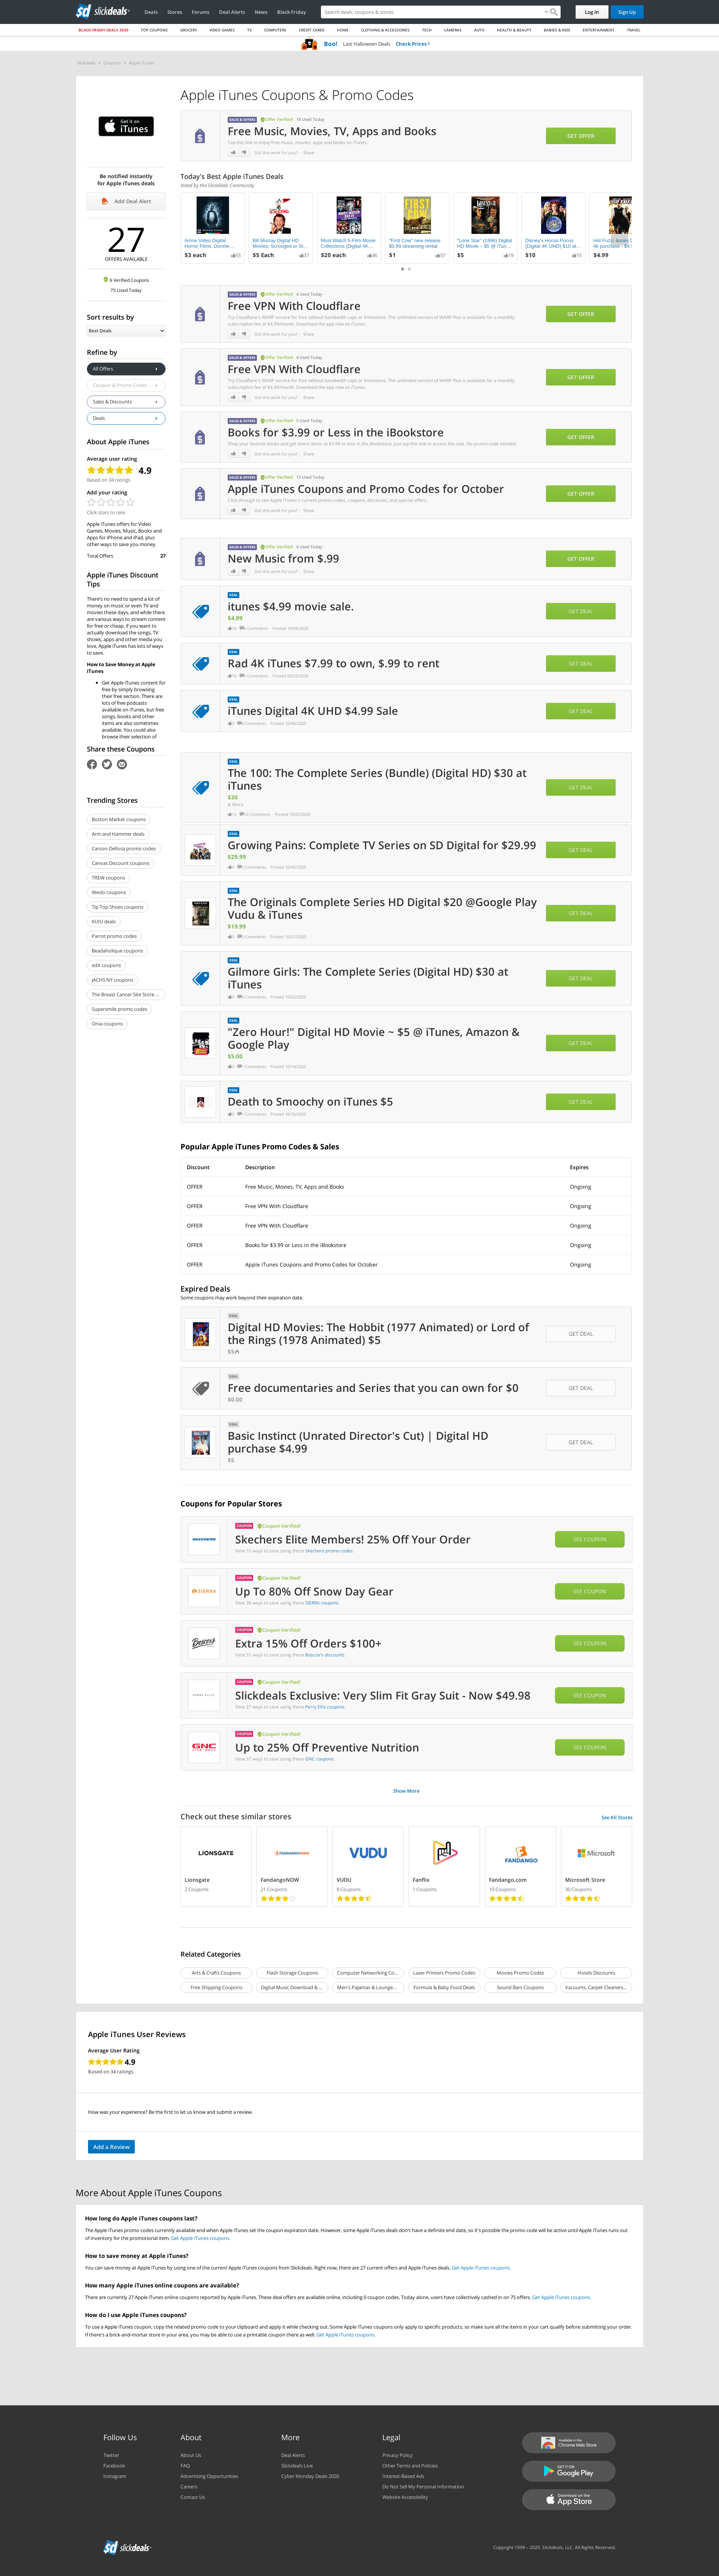 slickdeals
Deals Stores Forums Deal Alerts News Black Friday
Search deals, coupons & stores
Log In
Sign Up
BLACK FRIDAY DEALS 2020 TOP COUPONS GROCERY VIDEO GAMES TV COMPUTERS CREDIT CARDS HOME CLOTHING & ACCESSORIES TECH CAMERAS AUTO HEALTH & BEAUTY BABIES & KIDS ENTERTAINMENT TRAVEL
Boo! Last Halloween Deals Check Prices
Slickdeals > Coupons > Apple iTunes
Get it on
iTunes
Be notified instantly
for Apple iTunes deals
Add Deal Alert
27
OFFERS AVAILABLE
6 Verified Coupons
75 Used Today
Sort results by
Best Deals
Refine by
All Offers
Coupon & Promo Codes
Sales & Discounts
Deals
About Apple iTunes
Average user rating
4.9
Based on 34 ratings
Add your rating
Click stars to rate
Apple iTunes offers for Video
Games, Movies, Music, Books and
Apps for iPhone and iPad, plus
other ways to save you money.
Total Offers 27
Apple iTunes Discount
Tips
There's no need to spend a lot of
money on music or even TV and
movies these days, and while there
are various ways to stream content
for free or cheap, if you want to
actually download the songs, TV
shows, apps and other media you
love, Apple iTunes has lots of ways
to save.
How to Save Money at Apple
iTunes
Get Apple iTunes content for
free by simply browsing
their free section. There are
lots of free podcasts
available on iTunes, but free
songs, books and other
items are also sometimes
available. You could also
browse their selection of
Share these Coupons
Trending Stores
Boston Market coupons
Arm and Hammer deals
Carson-Dellosa promo codes
Canvas Discount coupons
TREW coupons
Weslo coupons
Tip Top Shoes coupons
KUIU deals
Parrot promo codes
Beadaholique coupons
edX coupons
JACHS NY coupons
The Breast Cancer Site Store ...
Supersmile promo codes
Onia coupons
Apple iTunes Coupons & Promo Codes
SALES & OFFERS Offer Verified! 18 Used Today
Free Music, Movies, TV, Apps and Books
Tap this link to enjoy free music, movies, apps and books on iTunes.
Did this work for you? Share
GET OFFER
Today's Best Apple iTunes Deals
Voted by the Slickdeals Community
Arrow Video Digital
Horror Films: Donnie...
$3 each 55
Bill Murray Digital HD
Movies: Scrooged or St...
$5 Each 37
Must Watch 5-Film Movie
Collections (Digital 4K...
$20 each 36
"First Cow" new release
$0.99 streaming rental
$1 37
"Lone Star" (1996) Digital
HD Movie ~ $5 @ iTun...
$5 19
Disney's Hocus Pocus
(Digital 4K UHD) $10 at...
$10 15
$4.99
SALES & OFFERS Offer Verified! 4 Used Today
Free VPN With Cloudflare
Try Cloudflare's WARP service for free without bandwidth caps or limitations. The unlimited version of WARP Plus is available for a monthly
subscription fee of $4.99/month. Download the app now on iTunes.
Did this work for you? Share
GET OFFER
SALES & OFFERS Offer Verified! 4 Used Today
Free VPN With Cloudflare
Try Cloudflare's WARP service for free without bandwidth caps or limitations. The unlimited version of WARP Plus is available for a monthly
subscription fee of $4.99/month. Download the app now on iTunes.
Did this work for you? Share
GET OFFER
SALES & OFFERS Offer Verified! 5 Used Today
Books for $3.99 or Less in the iBookstore
Shop your favorite books and get select items at $3.99 or less in the iBookstore. Just tap this link to access the sale. No promo code needed.
Did this work for you? Share
GET OFFER
SALES & OFFERS Offer Verified! 15 Used Today
Apple iTunes Coupons and Promo Codes for October
Click through to see Apple iTunes's current promo codes, coupons, discounts, and special offers.
Did this work for you? Share
GET OFFER
SALES & OFFERS Offer Verified! 4 Used Today
New Music from $.99
Did this work for you? Share
GET OFFER
DEAL
itunes $4.99 movie sale.
$4.99
Comments
GET DEAL
DEAL
Rad 4K iTunes $7.99 to own, $.99 to rent
Comments
GET DEAL
DEAL
iTunes Digital 4K UHD $4.99 Sale
Comments
GET DEAL
DEAL
The 100: The Complete Series (Bundle) (Digital HD) $30 at
iTunes
$30
& More
Comments
GET DEAL
DEAL
Growing Pains: Complete TV Series on SD Digital for $29.99
$29.99
Comments
GET DEAL
DEAL
The Originals Complete Series HD Digital $20 @Google Play
Vudu & iTunes
$19.99
Comments Posted 10/21/2020
GET DEAL
DEAL
Gilmore Girls: The Complete Series (Digital HD) $30 at
iTunes
Comments
GET DEAL
DEAL
"Zero Hour!" Digital HD Movie ~ $5 @ iTunes, Amazon &
Google Play
$5.00
Comments Posted 10/14/2020
GET DEAL
DEAL
Death to Smoochy on iTunes $5
Comments
GET DEAL
Popular Apple iTunes Promo Codes & Sales
Discount Description Expires
OFFER Free Music, Movies, TV, Apps and Books Ongoing
OFFER Free VPN With Cloudflare Ongoing
OFFER Free VPN With Cloudflare Ongoing
OFFER Books for $3.99 or Less in the iBookstore Ongoing
OFFER Apple iTunes Coupons and Promo Codes for October Ongoing
Expired Deals
Some coupons may work beyond their expiration date.
DEAL
Digital HD Movies: The Hobbit (1977 Animated) or Lord of
the Rings (1978 Animated) $5
GET DEAL
DEAL
Free documentaries and Series that you can own for $0
$0.00
GET DEAL
DEAL
Basic Instinct (Unrated Director's Cut) | Digital HD
purchase $4.99
$5
GET DEAL
Coupons for Popular Stores
SKECHERS
COUPON Coupon Verified!
Skechers Elite Members! 25% Off Your Order
View 16 ways to save using these Skechers promo codes.
SEE COUPON
SIERRA
COUPON Coupon Verified!
Up To 80% Off Snow Day Gear
View 38 ways to save using these SIERRA coupons.
SEE COUPON
Boscov's
COUPON Coupon Verified!
Extra 15% Off Orders $100+
View 31 ways to save using these Boscov's discounts.
SEE COUPON
PERRY ELLIS
COUPON Coupon Verified!
Slickdeals Exclusive: Very Slim Fit Gray Suit - Now $49.98
View 37 ways to save using these Perry Ellis coupons.
SEE COUPON
GNC
LIVE WELL
COUPON Coupon Verified!
Up to 25% Off Preventive Nutrition
View 37 ways to save using these GNC coupons.
SEE COUPON
Show More
Check out these similar stores
See All Stores
LIONSGATE
Lionsgate
2 Coupons
FANDANGONOW
FandangoNOW
21 Coupons
VUDU
VUDU
8 Coupons
Fanflix
1 Coupons
FANDANGO
Fandango.com
10 Coupons
Microsoft
Microsoft Store
30 Coupons
Related Categories
Arts & Crafts Coupons Flash Storage Coupons Computer Networking Co... Laser Printers Promo Codes Movies Promo Codes Hotels Discounts
Free Shipping Coupons Digital Music Download & ... Men's Pajamas & Lounge... Formula & Baby Food Deals Sound Bars Coupons Vacuums, Carpet Cleaners,...
Apple iTunes User Reviews
Average User Rating
4.9
Based on 34 ratings
How was your experience? Be the first to let us know and submit a review.
Add a Review
More About Apple iTunes Coupons
How long do Apple iTunes coupons last?
The Apple iTunes promo codes currently available end when Apple iTunes set the coupon expiration date. However, some Apple iTunes deals don't have a definite end date, so it's possible the promo code will be active until Apple iTunes runs out
of inventory for the promotional item. Get Apple iTunes coupons.
How to save money at Apple iTunes?
You can save money at Apple iTunes by using one of the current Apple iTunes coupons from Slickdeals. Right now, there are 27 current offers and Apple iTunes deals. Get Apple iTunes coupons.
How many Apple iTunes online coupons are available?
There are currently 27 Apple iTunes online coupons reported by Apple iTunes. These deal offers are available online, including 0 coupon codes. Today alone, users have collectively cashed in on 75 offers. Get Apple iTunes coupons.
How do I use Apple iTunes coupons?
To use a Apple iTunes coupon, copy the related promo code to your clipboard and apply it while checking out. Some Apple iTunes coupons only apply to specific products, so make sure all the items in your cart qualify before submitting your order.
If there's a brick-and-mortar store in your area, you may be able to use a printable coupon there as well. Get Apple iTunes coupons.
Follow Us
Twitter
Facebook
Instagram
About
About Us
FAQ
Advertising Opportunities
Careers
Contact Us
More
Deal Alerts
Slickdeals Live
Cyber Monday Deals 2020
Legal
Privacy Policy
Other Terms and Policies
Interest-Based Ads
Do Not Sell My Personal Information
Website Accessibility
Available in the
Chrome Web Store
GET IT ON
Google Play
Download on the
App Store
slickdeals
Copyright 1999 - 2020. Slickdeals, LLC. All Rights Reserved.